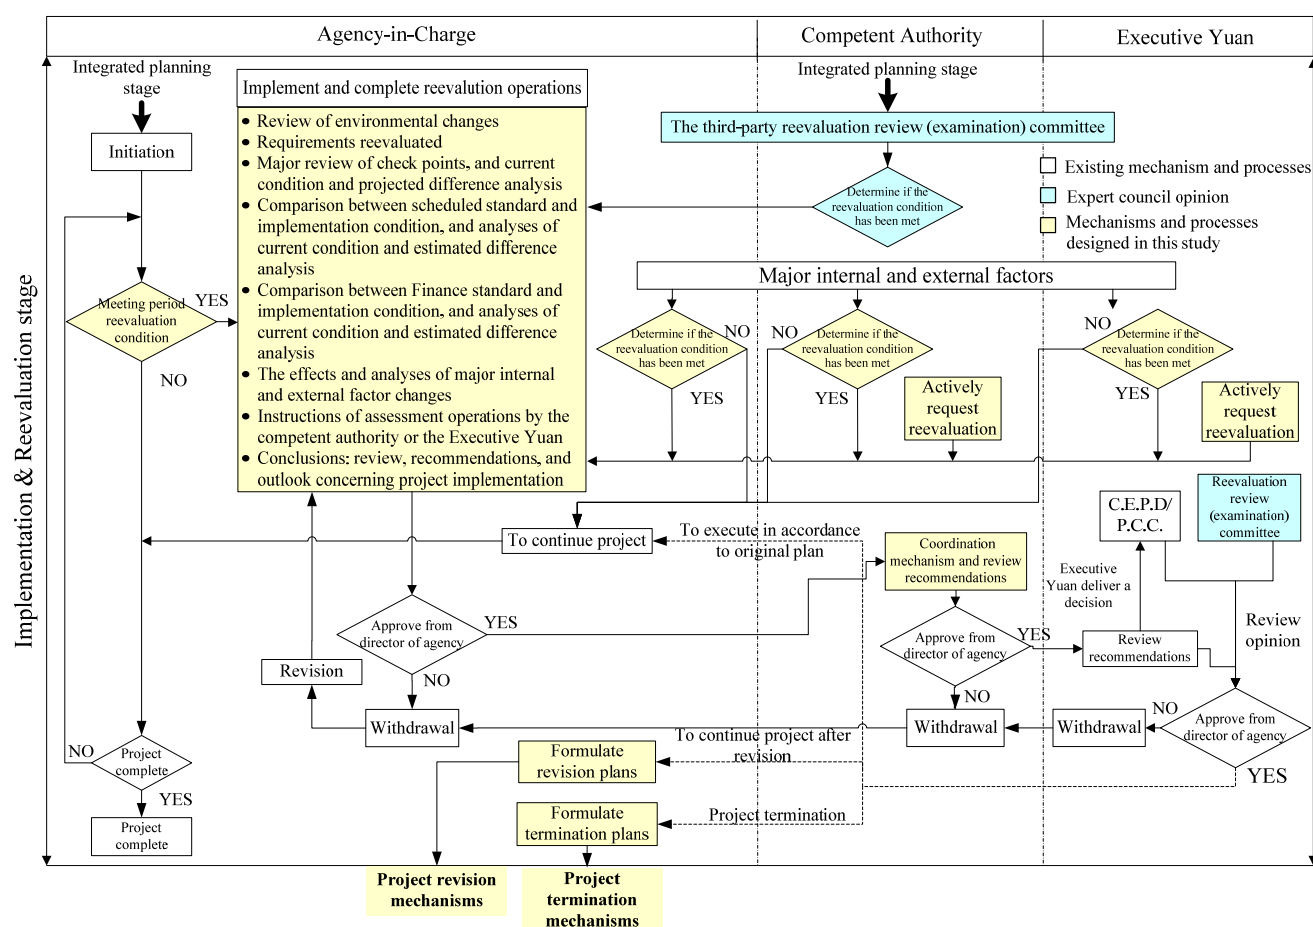 Agency-in-Charge
Competent Authority
Executive Yuan
Implementation & Reevaluation stage
Integrated planning
stage
Initiation
Meeting period
reevaluation
condition
YES
NO
Project
complete
NO
YES
Project
complete
Implement and complete reevalution operations
• Review of environmental changes
• Requirements reevaluated
• Major review of check points, and current
condition and projected difference analysis
• Comparison between scheduled standard and
implementation condition, and analyses of
current condition and estimated difference
analysis
• Comparison between Finance standard and
implementation condition, and analyses of
current condition and estimated difference
analysis
• The effects and analyses of major internal
and external factor changes
• Instructions of assessment operations by the
competent authority or the Executive Yuan
• Conclusions: review, recommendations, and
outlook concerning project implementation
Integrated planning stage
The third-party reevaluation review (examination) committee
Determine if the
reevaluation condition
has been met
Existing mechanism and processes
Expert council opinion
Mechanisms and processes
designed in this study
Major internal and external factors
Determine if the
reevaluation condition
has been met
NO
YES
NO
Determine if the
reevaluation condition
has been met
YES
Actively
request
reevaluation
NO
Determine if the
reevaluation condition
has been met
YES
Actively
request
reevaluation
To continue project
To execute in accordance
to original plan
Coordination
mechanism and review
recommendations
C.E.P.D/
P.C.C.
Reevaluation
review
(examination)
committee
Executive
Yuan deliver a
decision
Review
opinion
Approve from
director of agency
YES
NO
Revision
Withdrawal
Approve from
director of agency
YES
NO
Withdrawal
Review
recommendations
Withdrawal
NO
Approve from
director of agency
YES
To continue project after
revision
Formulate
revision plans
Project termination
Formulate
termination plans
Project revision
mechanisms
Project
termination
mechanisms